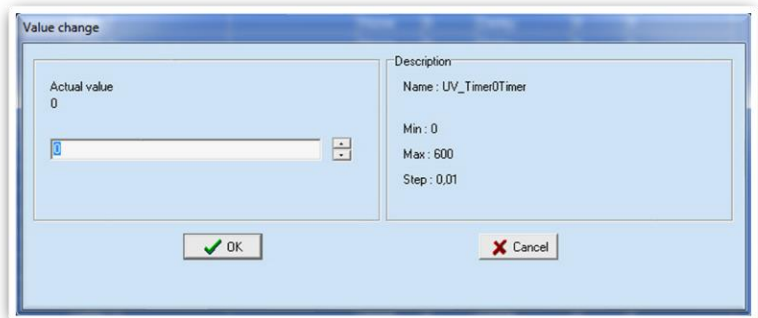 Value change
Actual value
0
0
OK
Description
Name : UV_Timer0Timer
Min : 0
Max : 600
Step : 0,01
Cancel